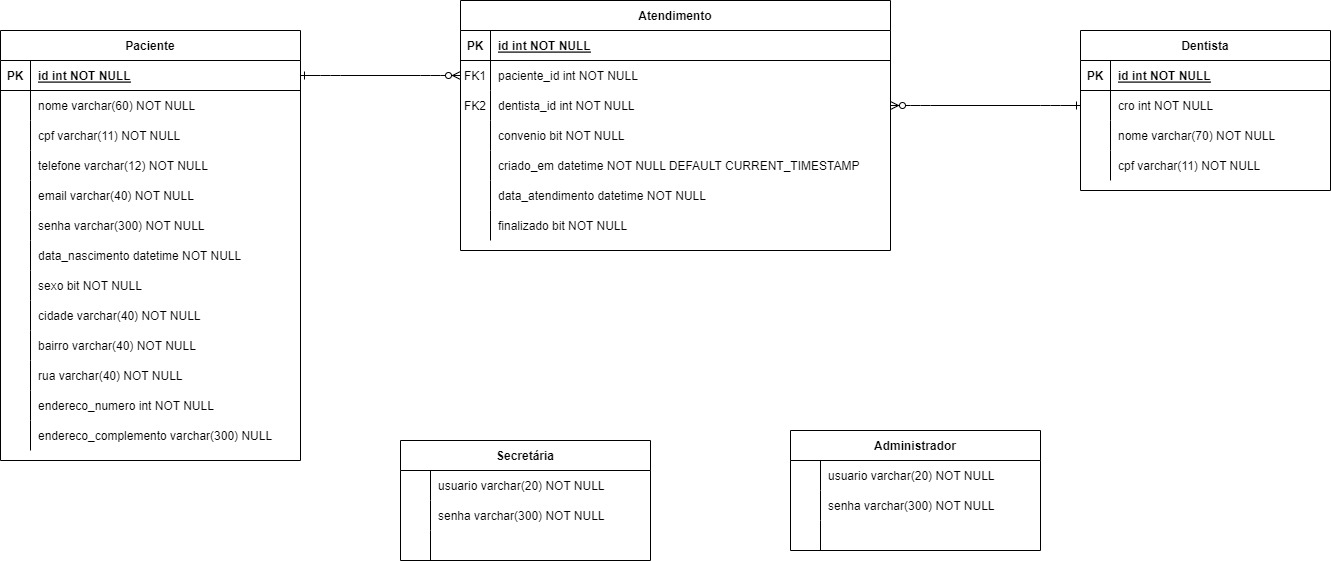 Paciente
PK id int NOT NULL
nome varchar(60) NOT NULL
cpf varchar(11) NOT NULL
telefone varchar(12) NOT NULL
email varchar(40) NOT NULL
senha varchar(300) NOT NULL
data_nascimento datetime NOT NULL
sexo bit NOT NULL
cidade varchar(40) NOT NULL
bairro varchar(40) NOT NULL
rua varchar(40) NOT NULL
endereco_numero int NOT NULL
endereco_complemento varchar(300) NULL
Atendimento
PK id int NOT NULL
FK1 paciente_id int NOT NULL
FK2 dentista_id int NOT NULL
convenio bit NOT NULL
criado_em datetime NOT NULL DEFAULT CURRENT_TIMESTAMP
data_atendimento datetime NOT NULL
finalizado bit NOT NULL
Dentista
PK id int NOT NULL
cro int NOT NULL
nome varchar(70) NOT NULL
cpf varchar(11) NOT NULL
Secretária
usuario varchar(20) NOT NULL
senha varchar(300) NOT NULL
Administrador
usuario varchar(20) NOT NULL
senha varchar(300) NOT NULL